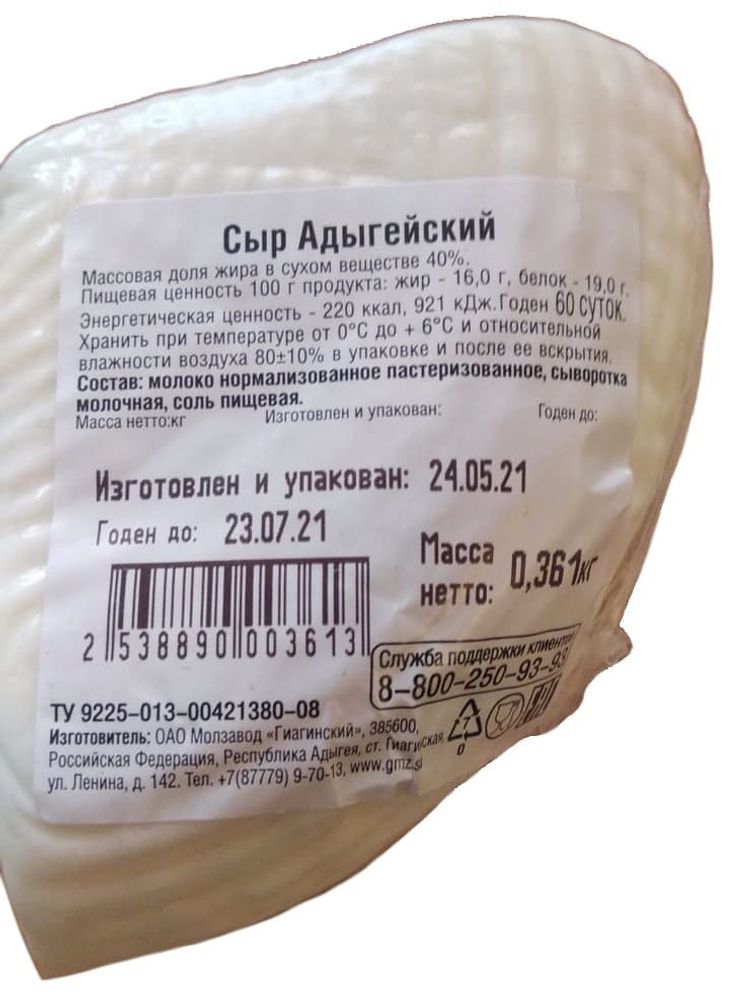 Сыр Адыгейский
Массовая доля жира в сухом веществе 40%.
Пищевая ценность 100 г продукта: жир - 16,0 г, белок - 19,0 г.
Энергетическая ценность - 220 ккал, 921 кДж. Годен 60 суток.
Хранить при температуре от 0°С до + 6°С и относительной
влажности воздуха 80±10% в упаковке и после ее вскрытия.
Состав: молоко нормализованное пастеризованное, сыворотка
молочная, соль пищевая.
Масса нетто:кг Изготовлен и упакован: Годен до:
Изготовлен и упакован: 24.05.21
Годен до: 23.07.21
Масса
нетто: 0,361кг
2 538890 003613
Служба поддержки клиентов
8-800-250-93-93
ТУ 9225-013-00421380-08
Изготовитель: ОАО Молзавод «Гиагинский», 385600,
Российская Федерация, Республика Адыгея, ст. Гиагинская
ул. Ленина, д. 142. Тел. +7(87779) 9-70-13,
0